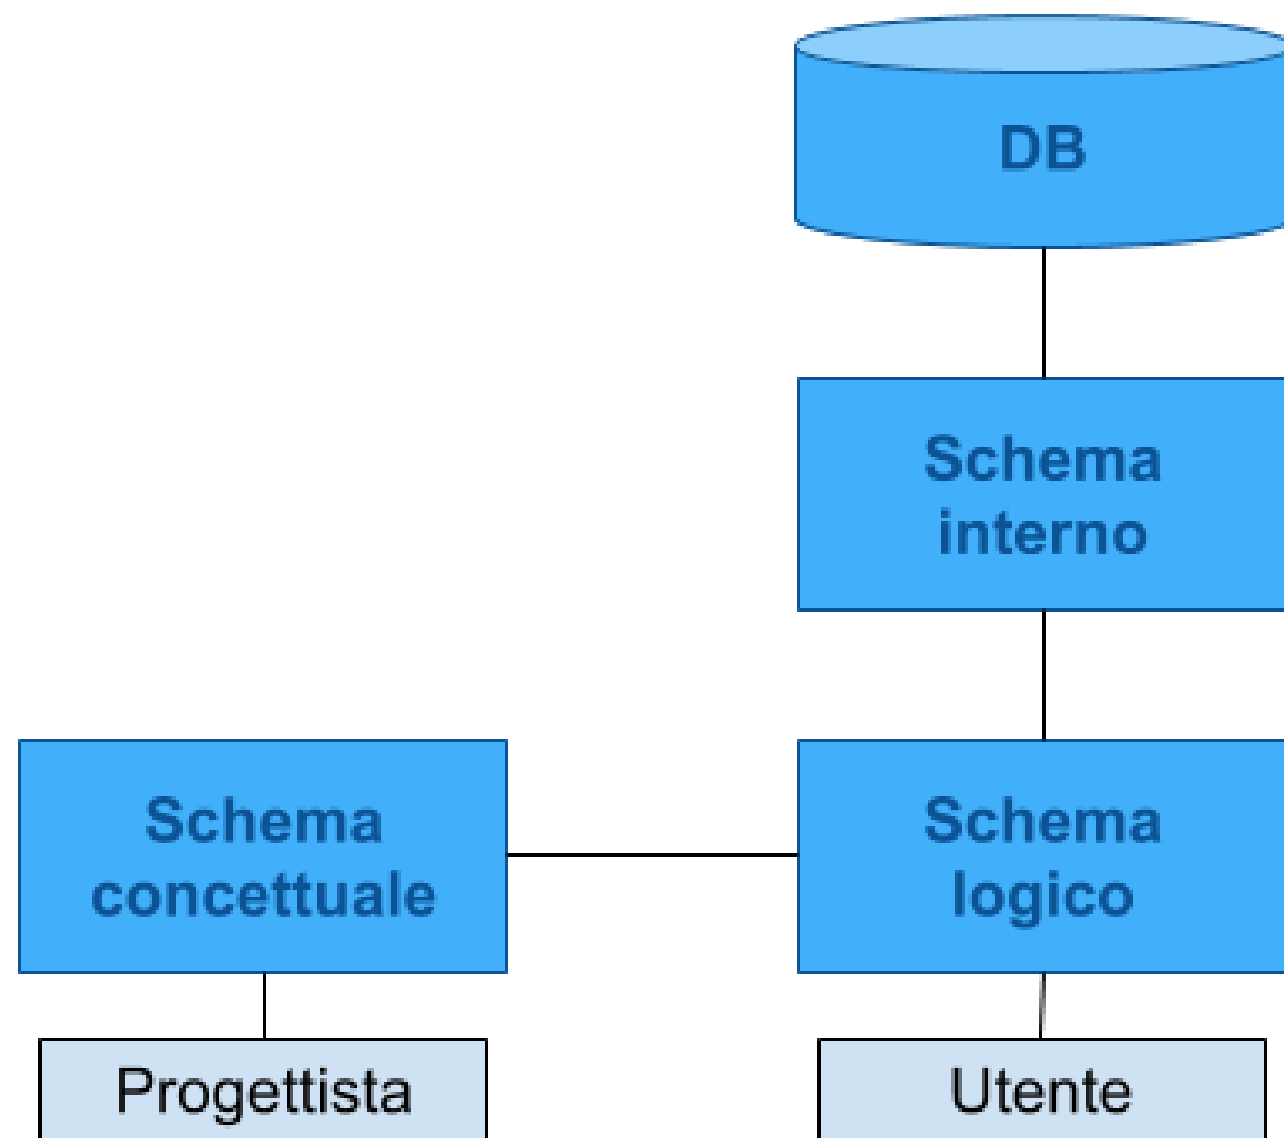 DB
Schema
interno
Schema
concettuale
Schema
logico
Progettista
Utente